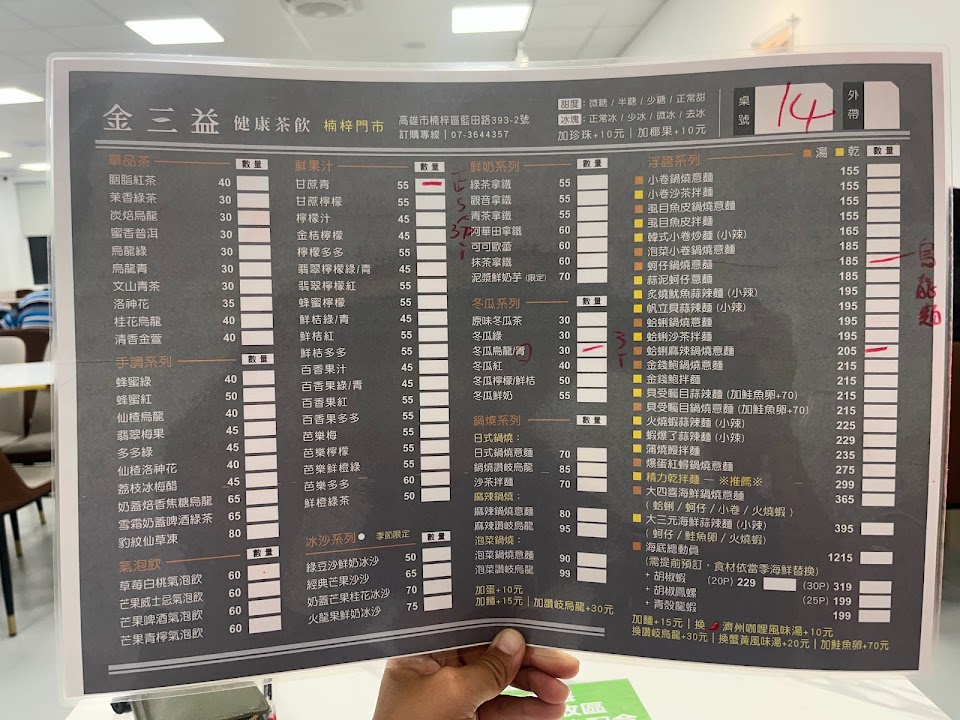 金三益 健康茶飲 楠梓門市
高雄市楠梓區藍田路393-2號
訂購專線 | 07-3644357
甜度:微糖 / 半糖 / 少糖 / 正常甜
冰塊:正常冰 / 少冰 / 微冰 / 去冰
加珍珠+10元 | 加椰果+10元
桌號 14
外帶
單品茶 數量
胭脂紅茶 40
茉香綠茶 30
炭焙烏龍 30
蜜香普洱 30
烏龍綠 30
烏龍青 30
文山青茶 30
洛神花 35
桂花烏龍 40
清香金萱 40
手調系列 數量
蜂蜜綠 40
蜂蜜紅 50
仙楂烏龍 40
翡翠梅果 45
多多綠 45
仙楂洛神花 40
荔枝冰梅醋 45
奶蓋焙香焦糖烏龍 65
雪霜奶蓋啤酒綠茶 65
豹紋仙草凍 80
氣泡飲 數量
草莓白桃氣泡飲 60
芒果威士忌氣泡飲 60
芒果啤酒氣泡飲 60
芒果青檸氣泡飲 60
鮮果汁 數量
甘蔗青 55
甘蔗檸檬 55
檸檬汁 45
金桔檸檬 45
檸檬多多 55
翡翠檸檬綠/青 45
翡翠檸檬紅 55
蜂蜜檸檬 55
鮮桔綠/青 45
鮮桔紅 55
鮮桔多多 55
百香果汁 45
百香果綠/青 45
百香果紅 55
百香果多多 55
芭樂梅 55
芭樂檸檬 55
芭樂鮮橙綠 60
芭樂多多 60
鮮橙綠茶 50
冰沙系列 季節限定 數量
綠豆沙鮮奶冰沙 50
經典芒果沙沙 65
奶蓋芒果桂花冰沙 70
火龍果鮮奶冰沙 75
鮮奶系列 數量
綠茶拿鐵 55
觀音拿鐵 55
青茶拿鐵 55
阿華田拿鐵 60
可可歐蕾 60
抹茶拿鐵 60
泥漿鮮奶芋 (限定) 70
冬瓜系列 數量
原味冬瓜茶 30
冬瓜綠 30
冬瓜烏龍/青 30
冬瓜紅 40
冬瓜檸檬/鮮桔 50
冬瓜鮮奶 55
鍋燒系列 數量
日式鍋燒:
日式鍋燒意麵 70
鍋燒讚岐烏龍 85
沙茶拌麵 70
麻辣鍋燒:
麻辣鍋燒意麵 80
麻辣讚岐烏龍 95
泡菜鍋燒:
泡菜鍋燒意麵 90
泡菜讚岐烏龍 99
加蛋+10元
加麵+15元 | 加讚岐烏龍+30元
浮誇系列 湯 乾 數量
小卷鍋燒意麵 155
小卷沙茶拌麵 155
虱目魚皮鍋燒意麵 155
虱目魚皮拌麵 155
韓式小卷炒麵 (小辣) 165
泡菜小卷鍋燒意麵 185
蚵仔鍋燒意麵 185
蒜泥蚵仔意麵 185
炙燒魷魚蒜辣麵 (小辣) 195
帆立貝蒜辣麵 (小辣) 195
蛤蜊鍋燒意麵 195
蛤蜊沙茶拌麵 195
蛤蜊麻辣鍋燒意麵 205
金錢鮑鍋燒意麵 215
金錢鮑拌麵 215
貝受矚目蒜辣麵 (加鮭魚卵+70) 215
貝受矚目鍋燒意麵 (加鮭魚卵+70) 215
火燒蝦蒜辣麵 (小辣) 225
蝦爆了蒜辣麵 (小辣) 229
蒲燒鰻拌麵 235
爆蛋紅蟳鍋燒意麵 275
精力乾拌麵 — ※推薦※ 299
大四喜海鮮鍋燒意麵 365
( 蛤蜊 / 蚵仔 / 小卷 / 火燒蝦 )
大三元海鮮蒜辣麵 (小辣) 395
( 蚵仔 / 鮭魚卵 / 火燒蝦 )
海底總動員 1215
(需提前預訂,食材依當季海鮮替換)
+ 胡椒蝦 (20P) 229 (30P) 319
+ 胡椒鳳螺 (25P) 199
+ 青殼龍蝦 199
加麵+15元 | 換 濟州咖哩風味湯+10元
換讚岐烏龍+30元 | 換蟹黃風味湯+20元 | 加鮭魚卵+70元
烏龍麵